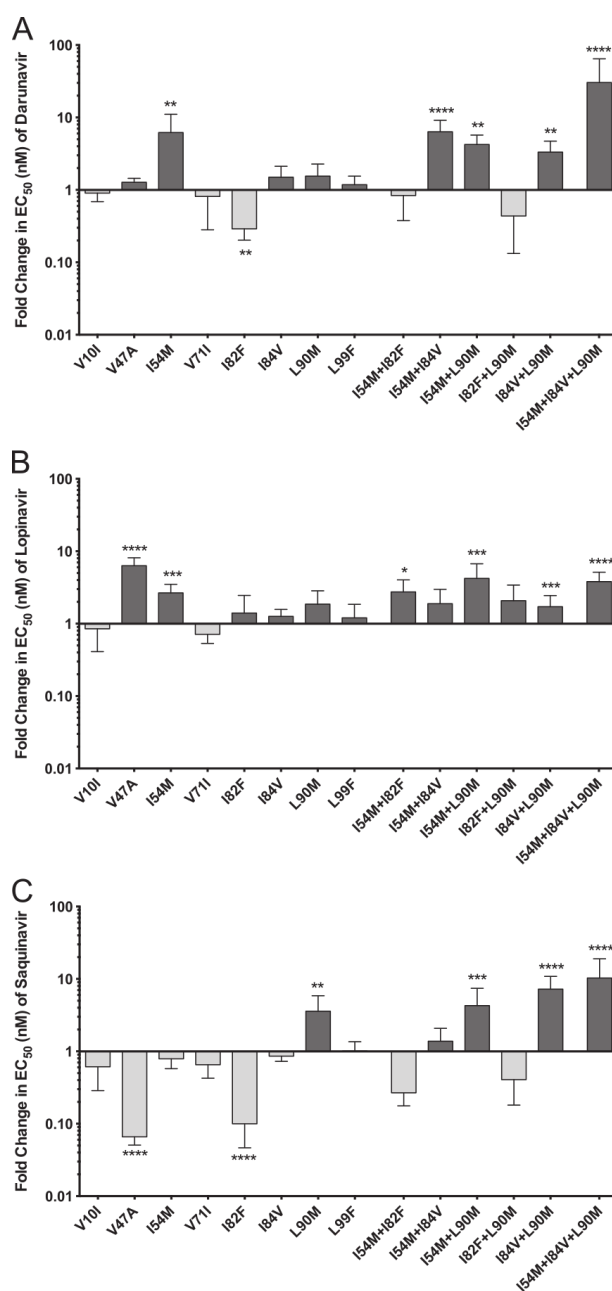 A
Fold Change in EC50 (nM) of Darunavir
100
10
1
0.10
0.01
**
**
****
**
**
****
V10I
V47A
I54M
V71I
I82F
I84V
L90M
L99F
I54M+I82F
I54M+I84V
I54M+L90M
I82F+L90M
I84V+L90M
I54M+I84V+L90M
B
Fold Change in EC50 (nM) of Lopinavir
100
10
1
0.10
0.01
****
***
*
***
***
****
V10I
V47A
I54M
V71I
I82F
I84V
L90M
L99F
I54M+I82F
I54M+I84V
I54M+L90M
I82F+L90M
I84V+L90M
I54M+I84V+L90M
C
Fold Change in EC50 (nM) of Saquinavir
100
10
1
0.10
0.01
****
****
**
***
****
****
V10I
V47A
I54M
V71I
I82F
I84V
L90M
L99F
I54M+I82F
I54M+I84V
I54M+L90M
I82F+L90M
I84V+L90M
I54M+I84V+L90M